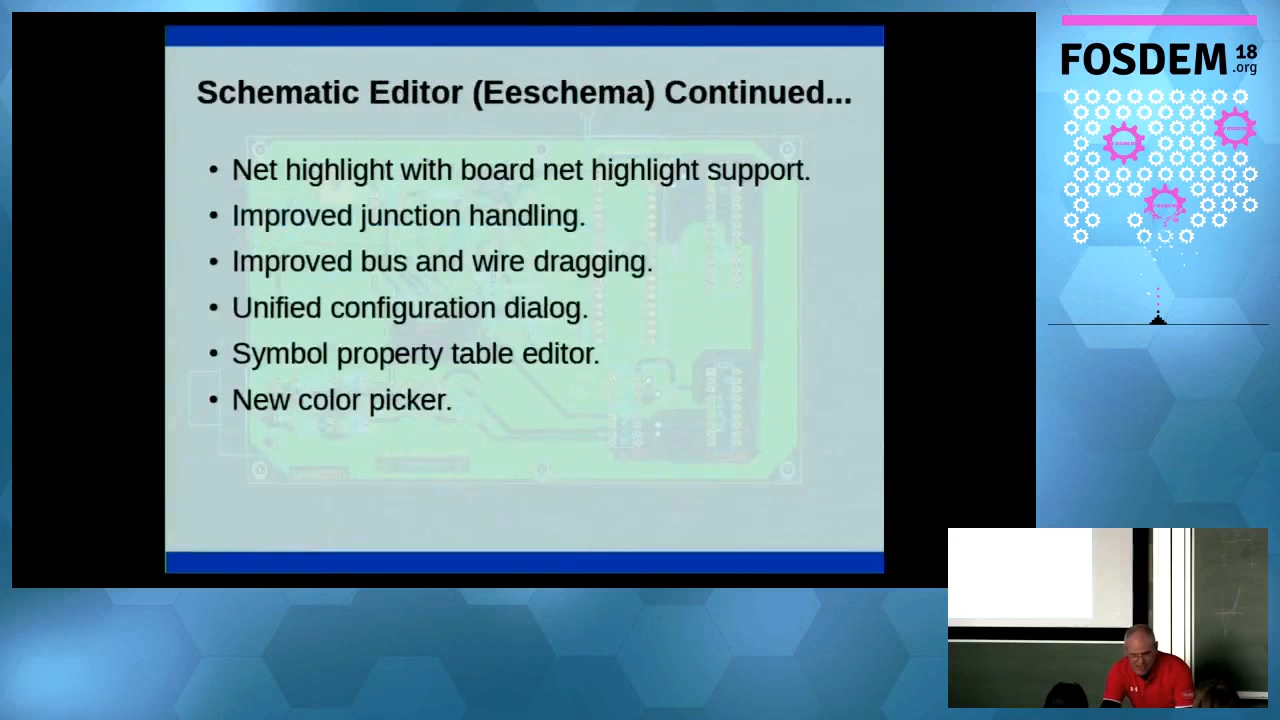 Schematic Editor (Eeschema) Continued...
• Net highlight with board net highlight support.
• Improved junction handling.
• Improved bus and wire dragging.
• Unified configuration dialog.
• Symbol property table editor.
• New color picker.
FOSDEM 18
.org